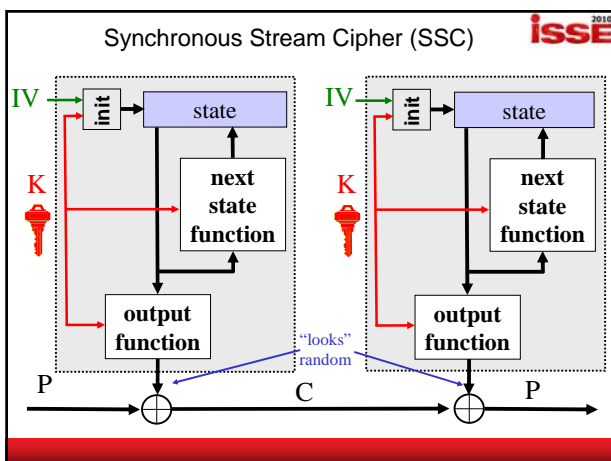 Synchronous Stream Cipher (SSC)
isse 2010
IV
init
state
K
next
state
function
output
function
IV
init
state
K
next
state
function
output
function
"looks"
random
P
C
P